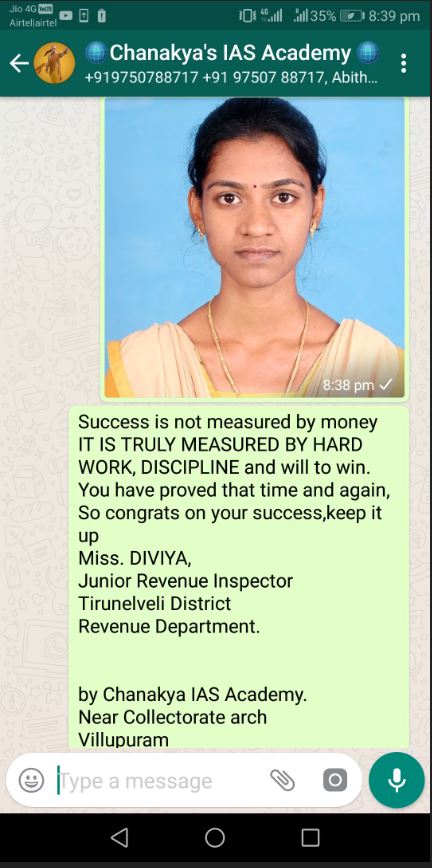 Jio 4G VoLTE
Airtel|airtel
4G
35%
8:39 pm
Chanakya's IAS Academy
+919750788717 +91 97507 88717, Abith...
8:38 pm
Success is not measured by money
IT IS TRULY MEASURED BY HARD
WORK, DISCIPLINE and will to win.
You have proved that time and again,
So congrats on your success,keep it
up
Miss. DIVIYA,
Junior Revenue Inspector
Tirunelveli District
Revenue Department.
by Chanakya IAS Academy.
Near Collectorate arch
Villupuram
Type a message